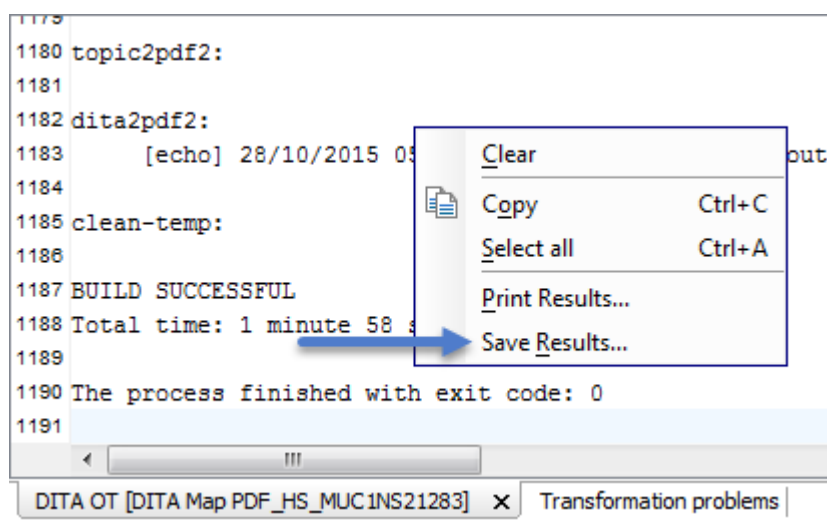 1179
1180 topic2pdf2:
1181
1182 dita2pdf2:
1183 [echo] 28/10/2015 05 out
1184
1185 clean-temp:
1186
1187 BUILD SUCCESSFUL
1188 Total time: 1 minute 58 s
1189
1190 The process finished with exit code: 0
1191
Clear
Copy Ctrl+C
Select all Ctrl+A
Print Results...
Save Results...
DITA OT [DITA Map PDF_HS_MUC1NS21283] X Transformation problems